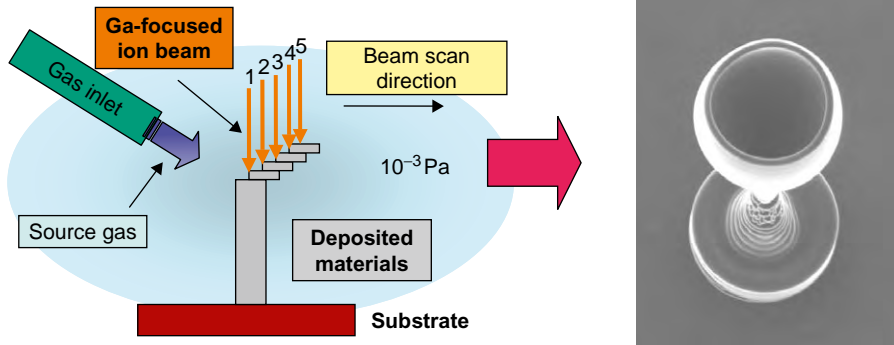 Ga-focused
ion beam
Gas inlet
1 2 3 4 5
Beam scan
direction
10⁻³ Pa
Source gas
Deposited
materials
Substrate